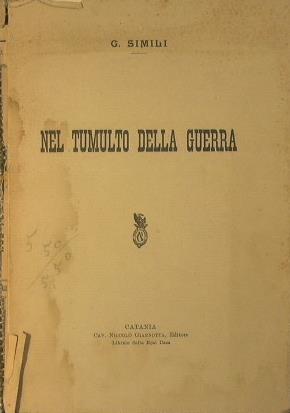 G. SIMILI
NEL TUMULTO DELLA GUERRA
CATANIA
CAV. NICCOLÒ GIANNOTTA, Editore
Libraio della Real Casa